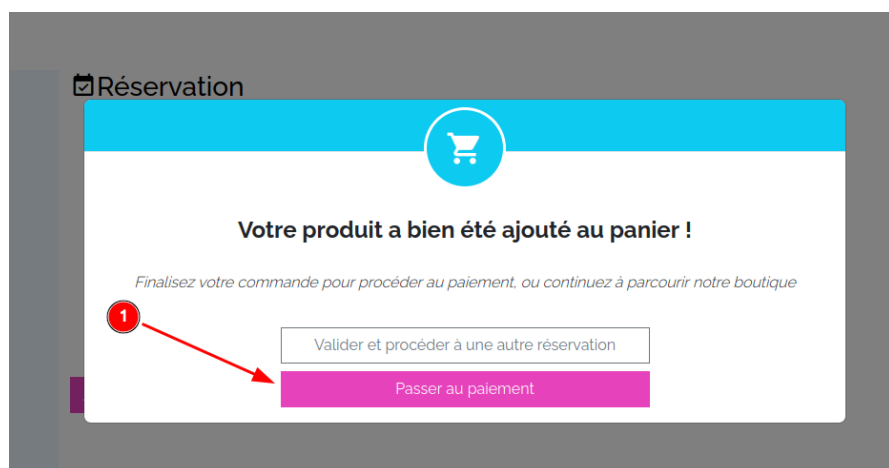 Réservation
Votre produit a bien été ajouté au panier !
Finalisez votre commande pour procéder au paiement, ou continuez à parcourir notre boutique
1
Valider et procéder à une autre réservation
Passer au paiement